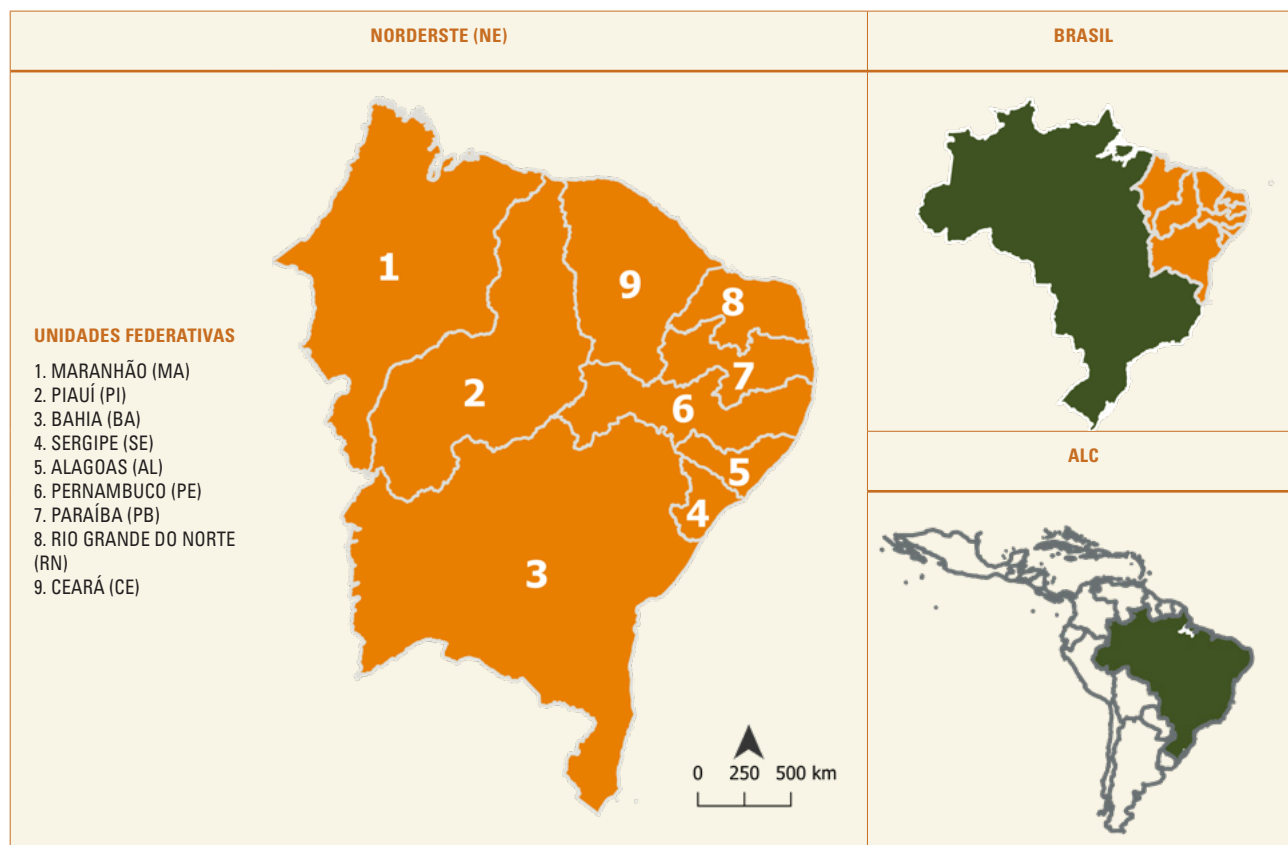 NORDERSTE (NE)
BRASIL
UNIDADES FEDERATIVAS
1. MARANHÃO (MA)
2. PIAUÍ (PI)
3. BAHIA (BA)
4. SERGIPE (SE)
5. ALAGOAS (AL)
6. PERNAMBUCO (PE)
7. PARAÍBA (PB)
8. RIO GRANDE DO NORTE
(RN)
9. CEARÁ (CE)
1
9
8
7
2
6
5
4
3
0 250 500 km
ALC